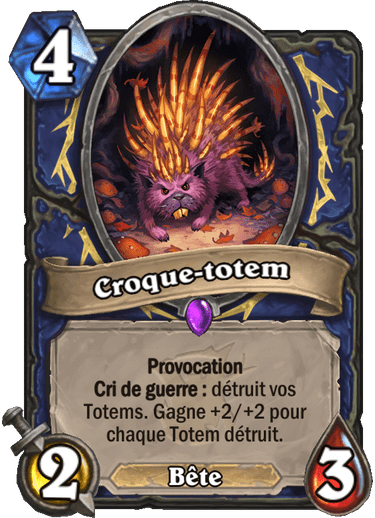 4
Croque-totem
Provocation
Cri de guerre : détruit vos
Totems. Gagne +2/+2 pour
chaque Totem détruit.
2
Bête
3